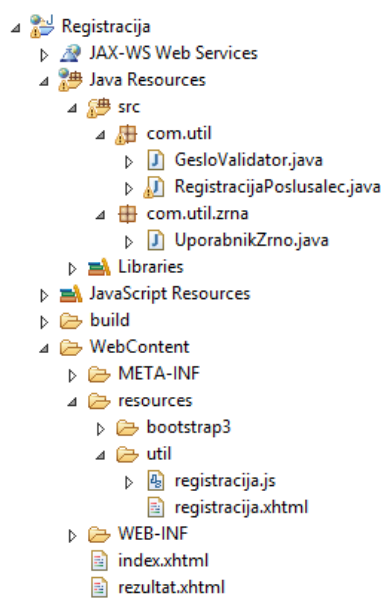 Registracija
JAX-WS Web Services
Java Resources
src
com.util
GesloValidator.java
RegistracijaPoslusalec.java
com.util.zrna
UporabnikZrno.java
Libraries
JavaScript Resources
build
WebContent
META-INF
resources
bootstrap3
util
registracija.js
registracija.xhtml
WEB-INF
index.xhtml
rezultat.xhtml